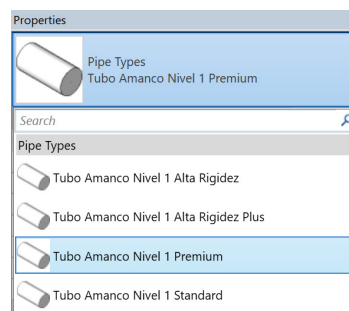 Properties
Pipe Types
Tubo Amanco Nivel 1 Premium
Search
Pipe Types
Tubo Amanco Nivel 1 Alta Rigidez
Tubo Amanco Nivel 1 Alta Rigidez Plus
Tubo Amanco Nivel 1 Premium
Tubo Amanco Nivel 1 Standard